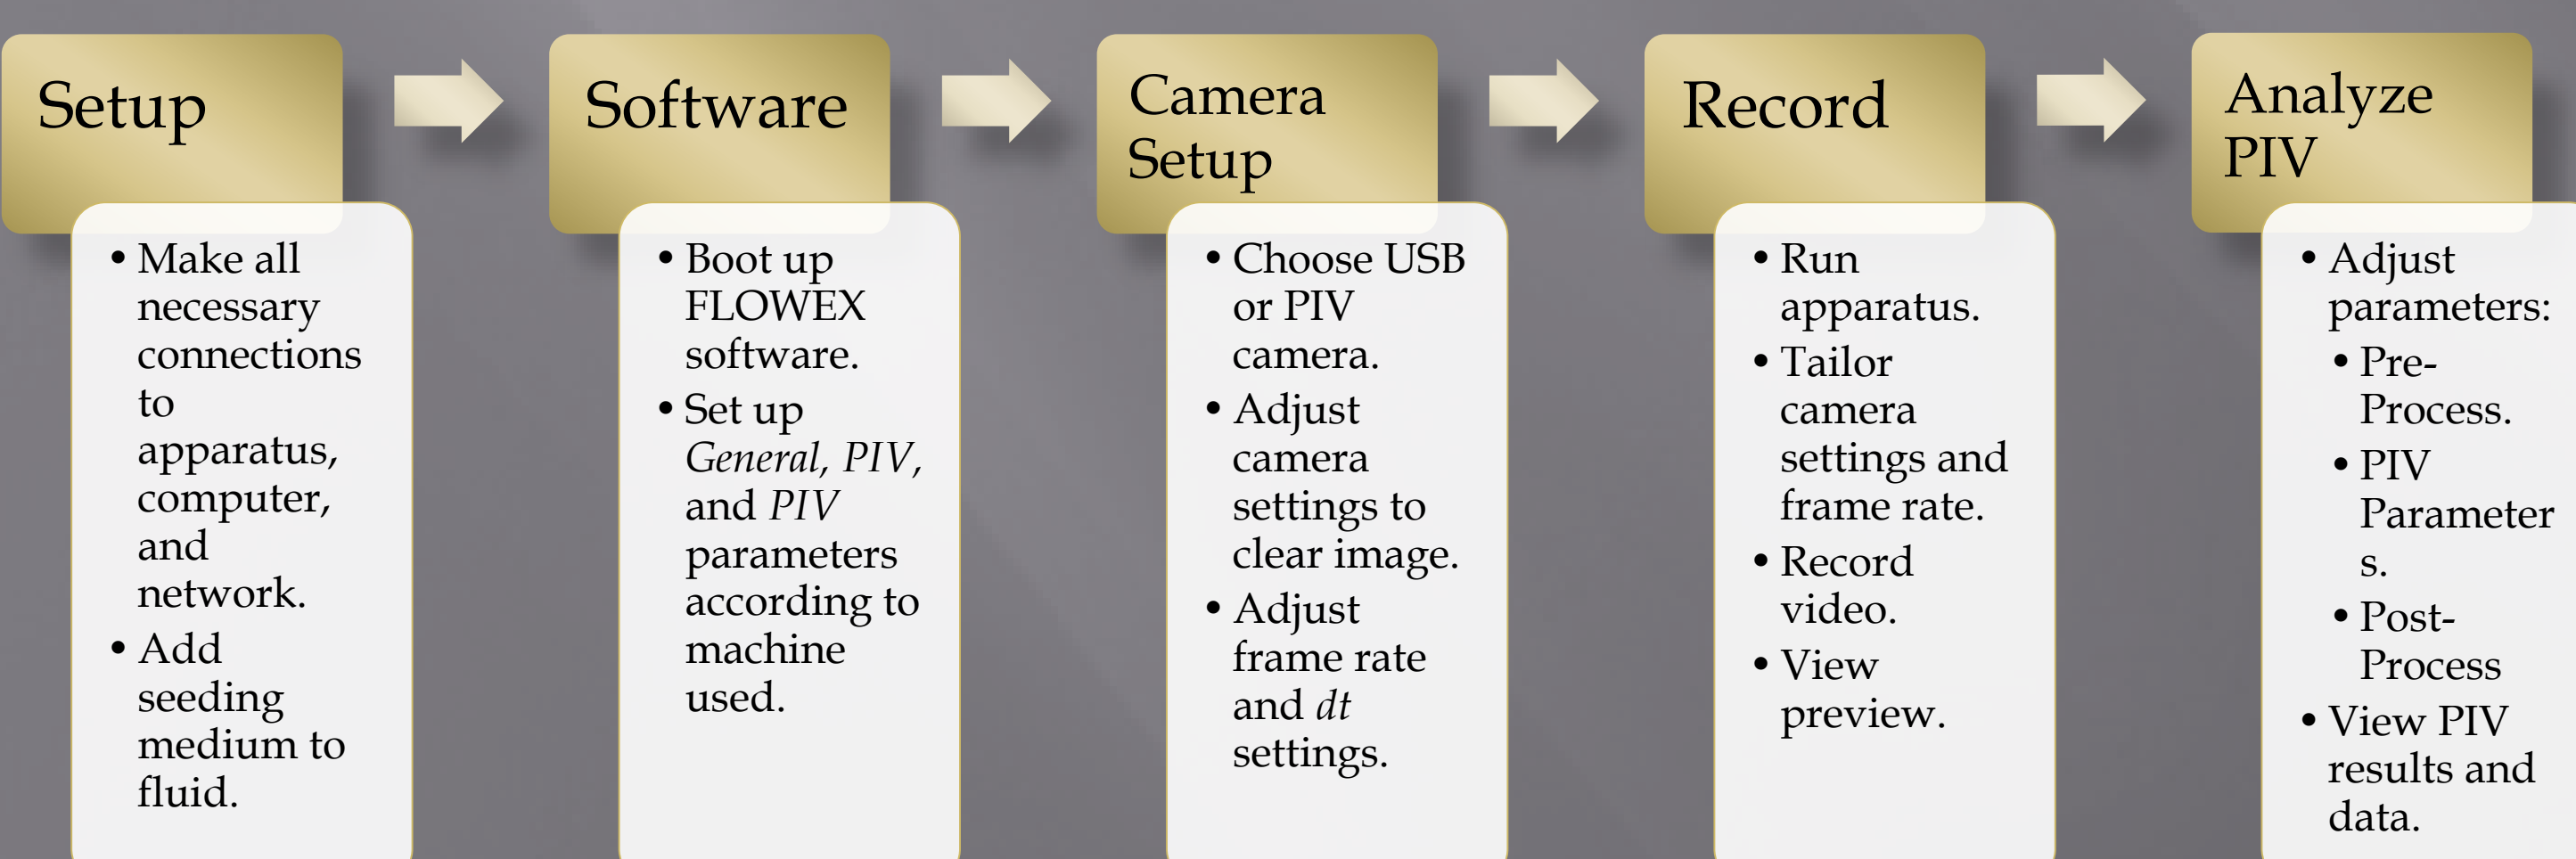 Setup
• Make all
necessary
connections
to
apparatus,
computer,
and
network.
• Add
seeding
medium to
fluid.
Software
• Boot up
FLOWEX
software.
• Set up
General, PIV,
and PIV
parameters
according to
machine
used.
Camera
Setup
• Choose USB
or PIV
camera.
• Adjust
camera
settings to
clear image.
• Adjust
frame rate
and dt
settings.
Record
• Run
apparatus.
• Tailor
camera
settings and
frame rate.
• Record
video.
• View
preview.
Analyze
PIV
• Adjust
parameters:
• Pre-
Process.
• PIV
Parameter
s.
• Post-
Process
• View PIV
results and
data.